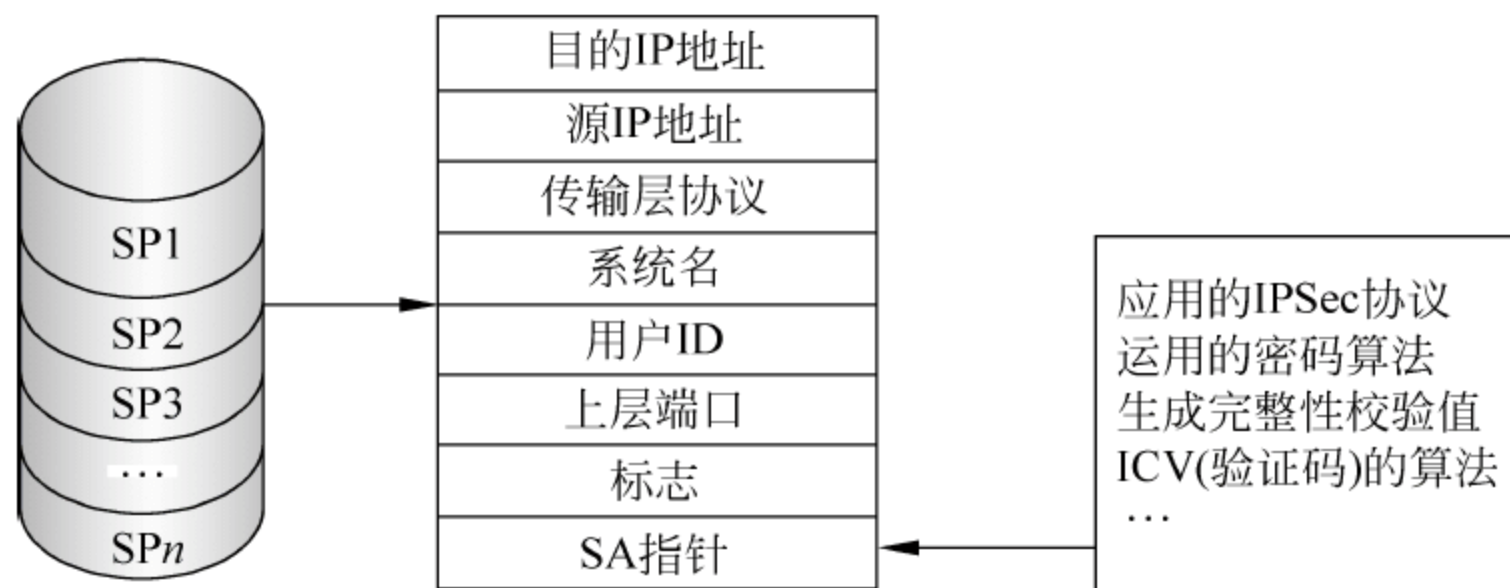 SP1
SP2
SP3
…
SPn
目的IP地址
源IP地址
传输层协议
系统名
用户ID
上层端口
标志
SA指针
应用的IPSec协议
运用的密码算法
生成完整性校验值
ICV(验证码)的算法
…